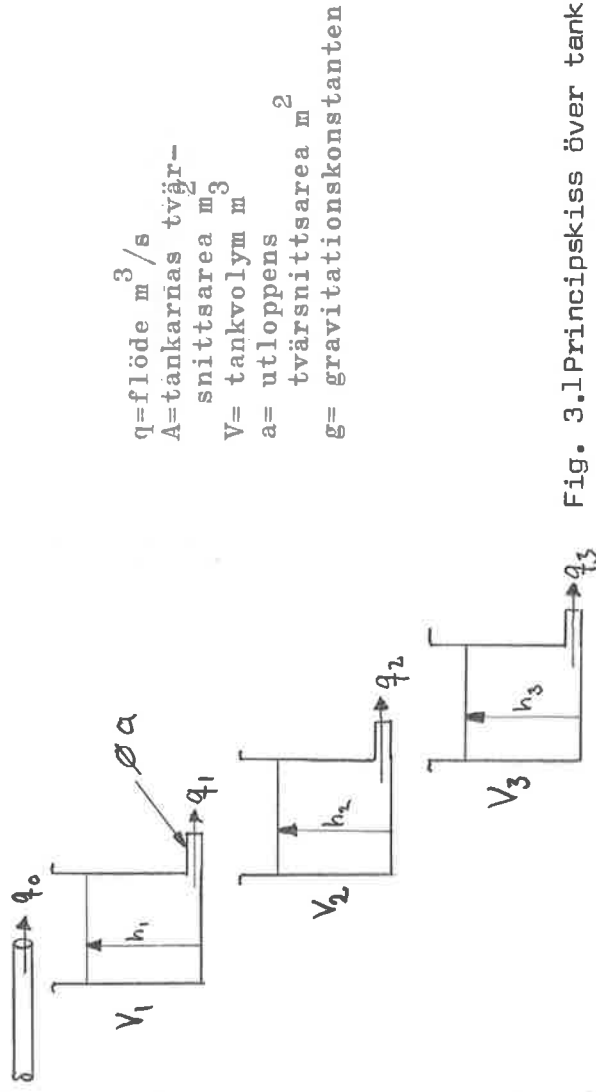 q₀
h₁
V₁
ø a
q₁
h₂
V₂
q₂
h₃
V₃
q₃
q=flöde m³/s
A=tankarnas tvär-
snittsarea m²
V= tankvolym m³
a= utloppens
tvärsnittsarea m²
g= gravitationskonstanten
Fig. 3.1 Principskiss över tank